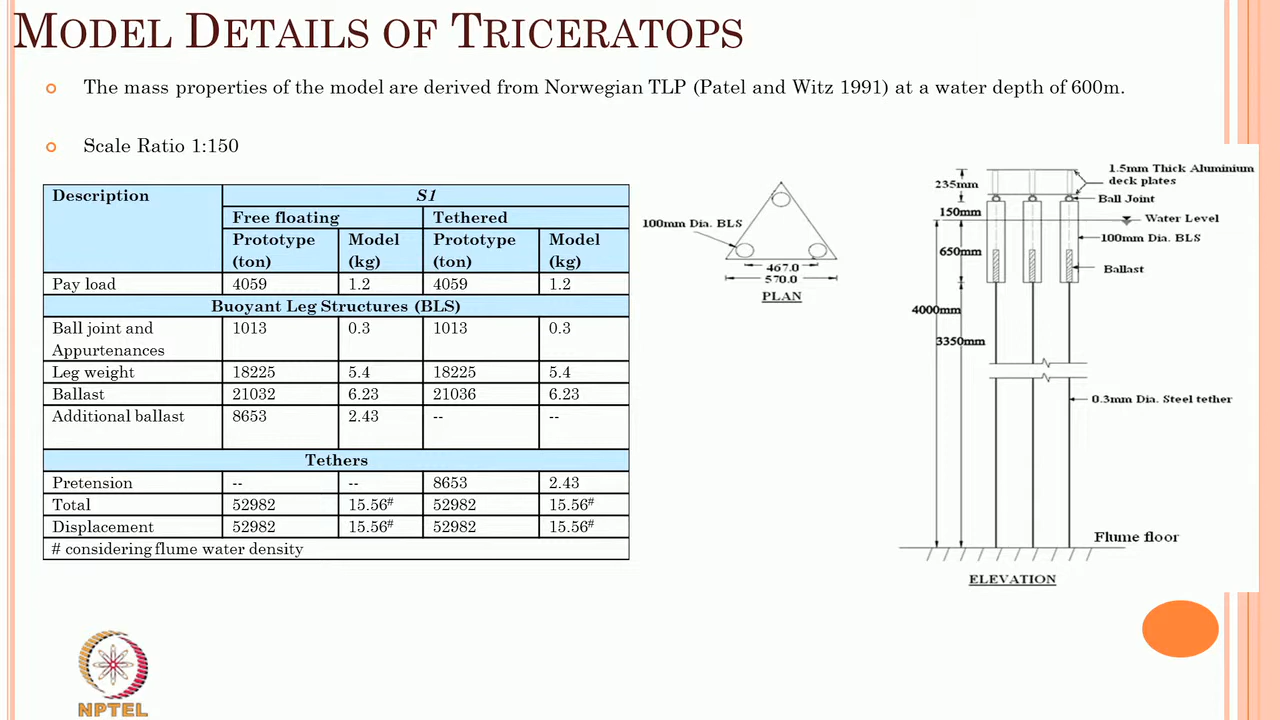 MODEL DETAILS OF TRICERATOPS
The mass properties of the model are derived from Norwegian TLP (Patel and Witz 1991) at a water depth of 600m.
Scale Ratio 1:150
Description S1
Free floating Tethered
Prototype (ton) Model (kg) Prototype (ton) Model (kg)
Pay load 4059 1.2 4059 1.2
Buoyant Leg Structures (BLS)
Ball joint and Appurtenances 1013 0.3 1013 0.3
Leg weight 18225 5.4 18225 5.4
Ballast 21032 6.23 21036 6.23
Additional ballast 8653 2.43 -- --
Tethers
Pretension -- -- 8653 2.43
Total 52982 15.56# 52982 15.56#
Displacement 52982 15.56# 52982 15.56#
# considering flume water density
100mm Dia. BLS
467.0
570.0
PLAN
1.5mm Thick Aluminium
deck plates
235mm
Ball Joint
150mm
Water Level
100mm Dia. BLS
650mm
Ballast
4000mm
3350mm
0.3mm Dia. Steel tether
Flume floor
ELEVATION
NPTEL